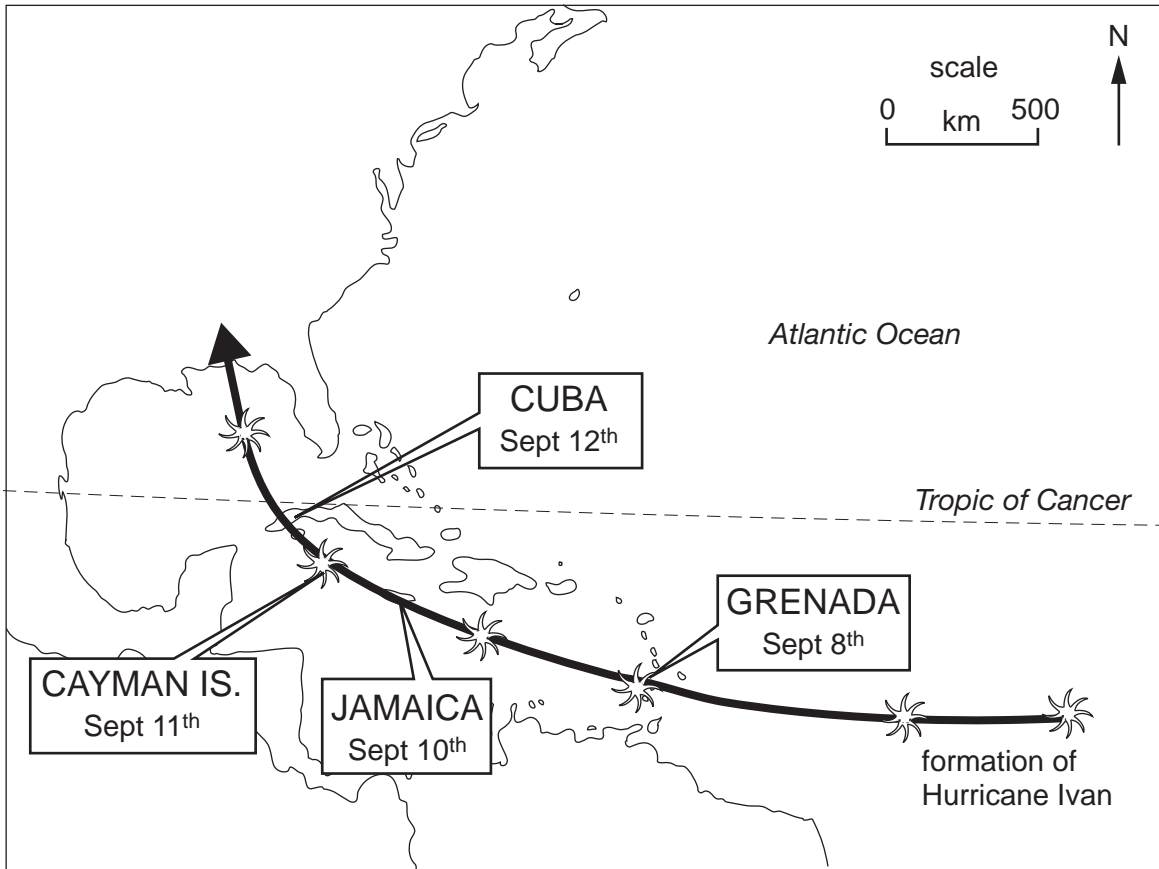 N
scale
0 km 500
Atlantic Ocean
CUBA
Sept 12th
Tropic of Cancer
GRENADA
Sept 8th
CAYMAN IS.
Sept 11th
JAMAICA
Sept 10th
formation of
Hurricane Ivan